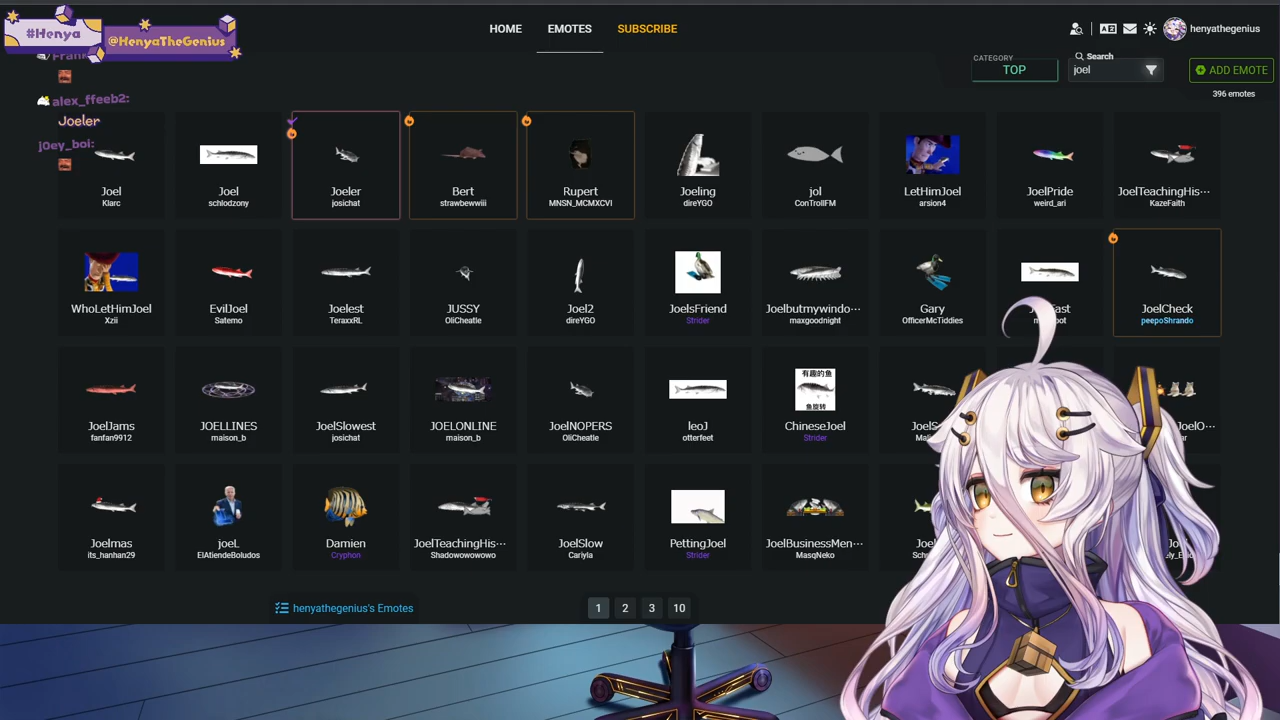 #Henya
@HenyaTheGenius
HOME
EMOTES
SUBSCRIBE
henyathegenius
CATEGORY
TOP
Search
joel
ADD EMOTE
396 emotes
alex_ffeeb2:
Joeler
j0ey_boi:
Joel
Klarc
Joel
schlodzony
Joeler
josichat
Bert
strawbewwiii
Rupert
MNSN_MCMXCVI
Joeling
direYGO
jol
ConTrollFM
LetHimJoel
arsion4
JoelPride
weird_ari
JoelTeachingHis···
KazeFaith
WhoLetHimJoel
Xzii
EvilJoel
Satemo
Joelest
TeraxxRL
JUSSY
OliCheatle
Joel2
direYGO
JoelsFriend
Strider
Joelbutmywindo···
maxgoodnight
Gary
OfficerMcTiddies
JoelCheck
peepoShrando
JoelJams
fanfan9912
JOELLINES
maison_b
JoelSlowest
josichat
JOELONLINE
maison_b
JoelNOPERS
OliCheatle
leoJ
otterfeet
有趣的鱼
鱼旋转
ChineseJoel
Strider
Joelmas
its_hanhan29
joeL
ElAtiendeBoludos
Damien
Cryphon
JoelTeachingHis···
Shadowowowowo
JoelSlow
Cariyla
PettingJoel
Strider
JoelBusinessMen···
MasqNeko
henyathegenius's Emotes
1
2
3
10